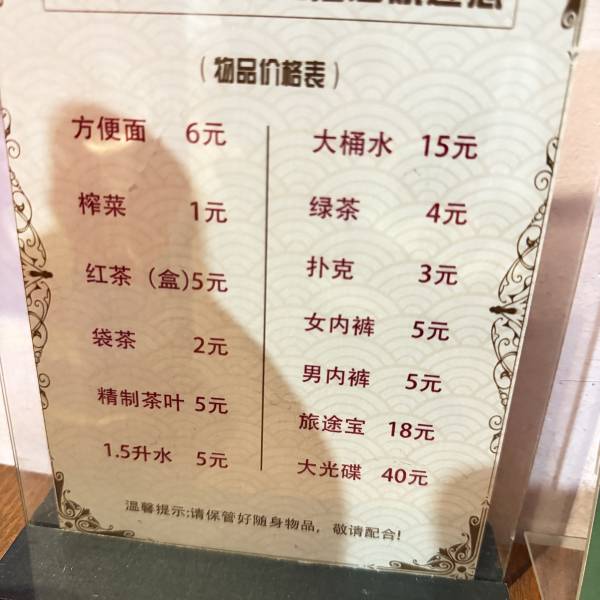 (物品价格表)
方便面 6元
榨菜 1元
红茶(盒)5元
袋茶 2元
精制茶叶 5元
1.5升水 5元
大桶水 15元
绿茶 4元
扑克 3元
女内裤 5元
男内裤 5元
旅途宝 18元
大光碟 40元
温馨提示;请保管好随身物品，敬请配合!